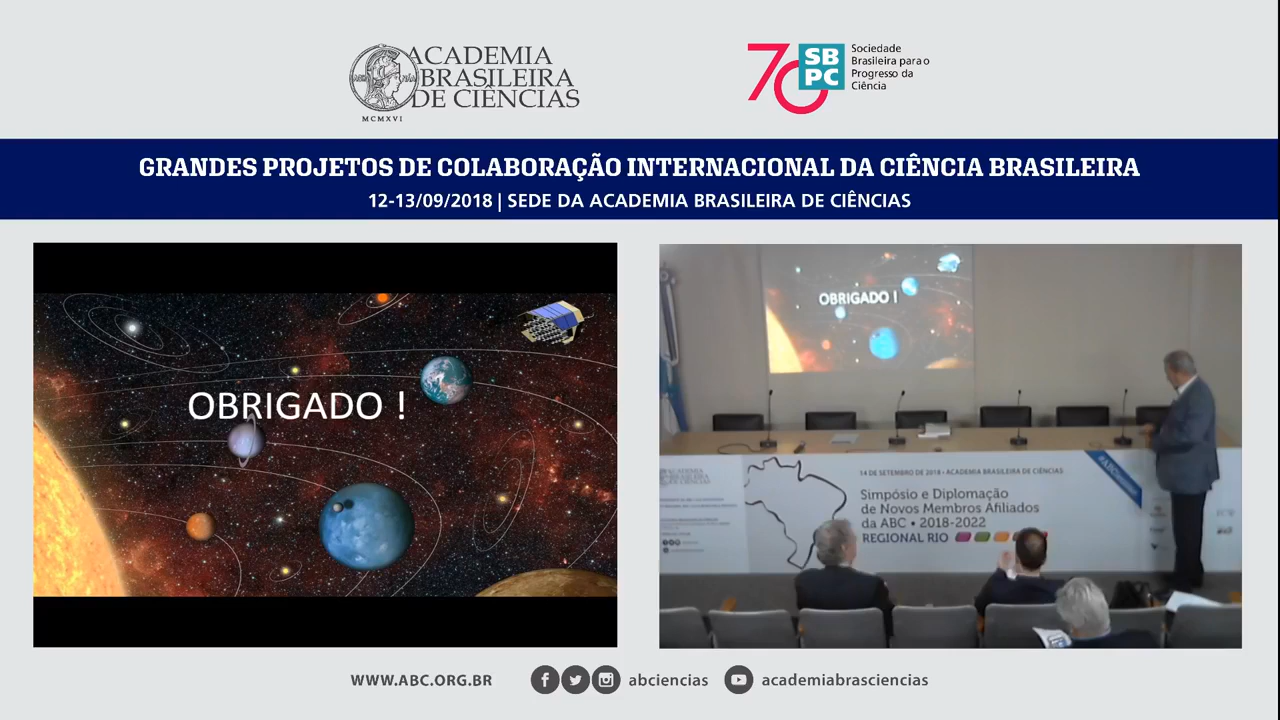 ACADEMIA
BRASILEIRA
DE CIÊNCIAS
MCMXVI
70
SB
PC
Sociedade
Brasileira para o
Progresso da
Ciência
GRANDES PROJETOS DE COLABORAÇÃO INTERNACIONAL DA CIÊNCIA BRASILEIRA
12-13/09/2018 | SEDE DA ACADEMIA BRASILEIRA DE CIÊNCIAS
OBRIGADO !
OBRIGADO !
14 DE SETEMBRO DE 2018 • ACADEMIA BRASILEIRA DE CIÊNCIAS
Simpósio e Diplomação
de Novos Membros Afiliados
da ABC • 2018-2022
REGIONAL RIO
WWW.ABC.ORG.BR
abciencias
academiabrasciencias